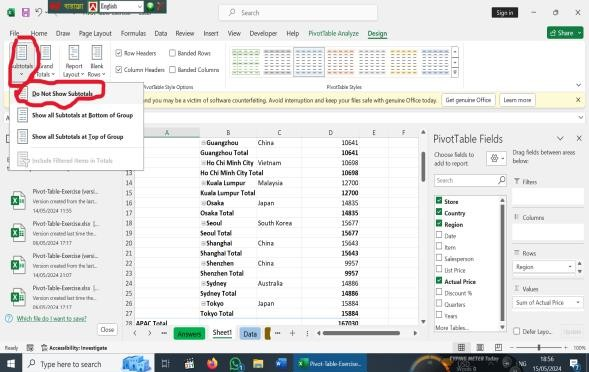 English
Search
Sign in
File Home Draw Page Layout Formulas Data Review Insert View Developer Help PivotTable Analyze Design
Share
Subtotals Grand Totals Report Layout Blank Rows
Row Headers Banded Rows
Column Headers Banded Columns
PivotTable Style Options PivotTable Styles
Do Not Show Subtotals
Show all Subtotals at Bottom of Group
Show all Subtotals at Top of Group
Include Filtered Items in Totals
and you may be a victim of software counterfeiting. Avoid interruption and keep your files safe with genuine Office today. Get genuine Office Learn more
A B C D E F
Guangzhou China 10641
Guangzhou Total 10641
Ho Chi Minh City Vietnam 10698
13 Ho Chi Minh City Total 10698
14 Kuala Lumpur Malaysia 12700
15 Kuala Lumpur Total 12700
16 Osaka Japan 14835
17 Osaka Total 14835
18 Seoul South Korea 15677
19 Seoul Total 15677
20 Shanghai China 15643
21 Shanghai Total 15643
22 Shenzhen China 9957
23 Shenzhen Total 9957
24 Sydney Australia 14886
25 Sydney Total 14886
26 Tokyo Japan 15884
27 Tokyo Total 15884
28 APAC Total 167030
Pivot-Table-Exercise (versi...
Version created from the last...
14/05/2024 11:55
Pivot-Table-Exercise.xlsx [...
Version created last time the...
06/05/2024 17:17
Pivot-Table-Exercise (versi...
Version created from the last...
14/05/2024 21:07
Pivot-Table-Exercise.xlsx [...
Version created last time the...
06/05/2024 17:17
Which file do I want to save?
Close
Answers Sheet1 Data
PivotTable Fields
Choose fields to add to report
Search
Store
Country
Region
Date
Item
Salesperson
List Price
Actual Price
Discount %
Quarters
Years
More Tables...
Drag fields between areas below:
Filters
Columns
Rows
Region
Values
Sum of Actual Price
Defer Layo... Update
Ready Accessibility: Investigate 100%
Type here to search
Pivot-Table-Exercise...
TYPING METER Today
Words 0
NG
18:56
15/05/2024